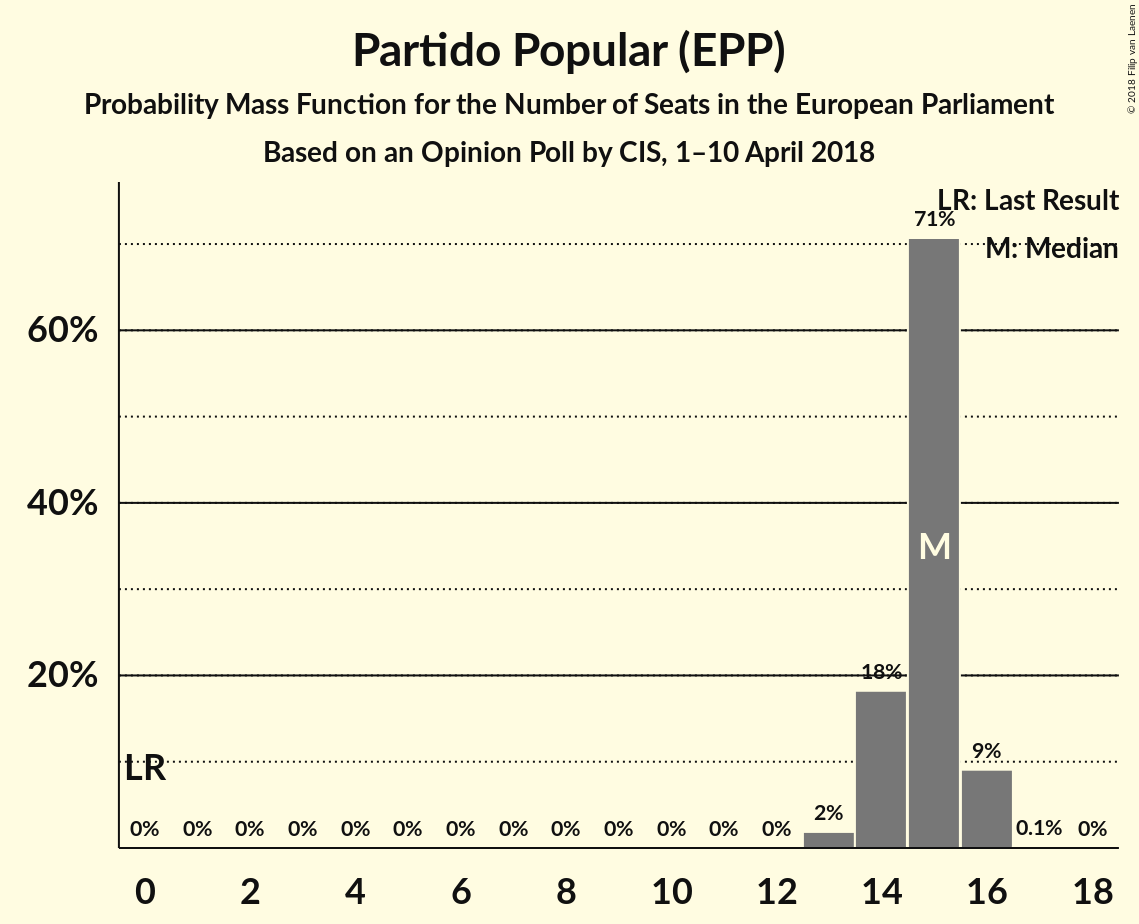 Partido Popular (EPP)
Probability Mass Function for the Number of Seats in the European Parliament
Based on an Opinion Poll by CIS, 1–10 April 2018
© 2018 Filip van Laenen
LR: Last Result
M: Median
71%
60%
40%
M
20%
18%
LR
9%
0% 0% 0% 0% 0% 0% 0% 0% 0% 0% 0% 0% 0% 2% 0.1% 0%
0 2 4 6 8 10 12 14 16 18